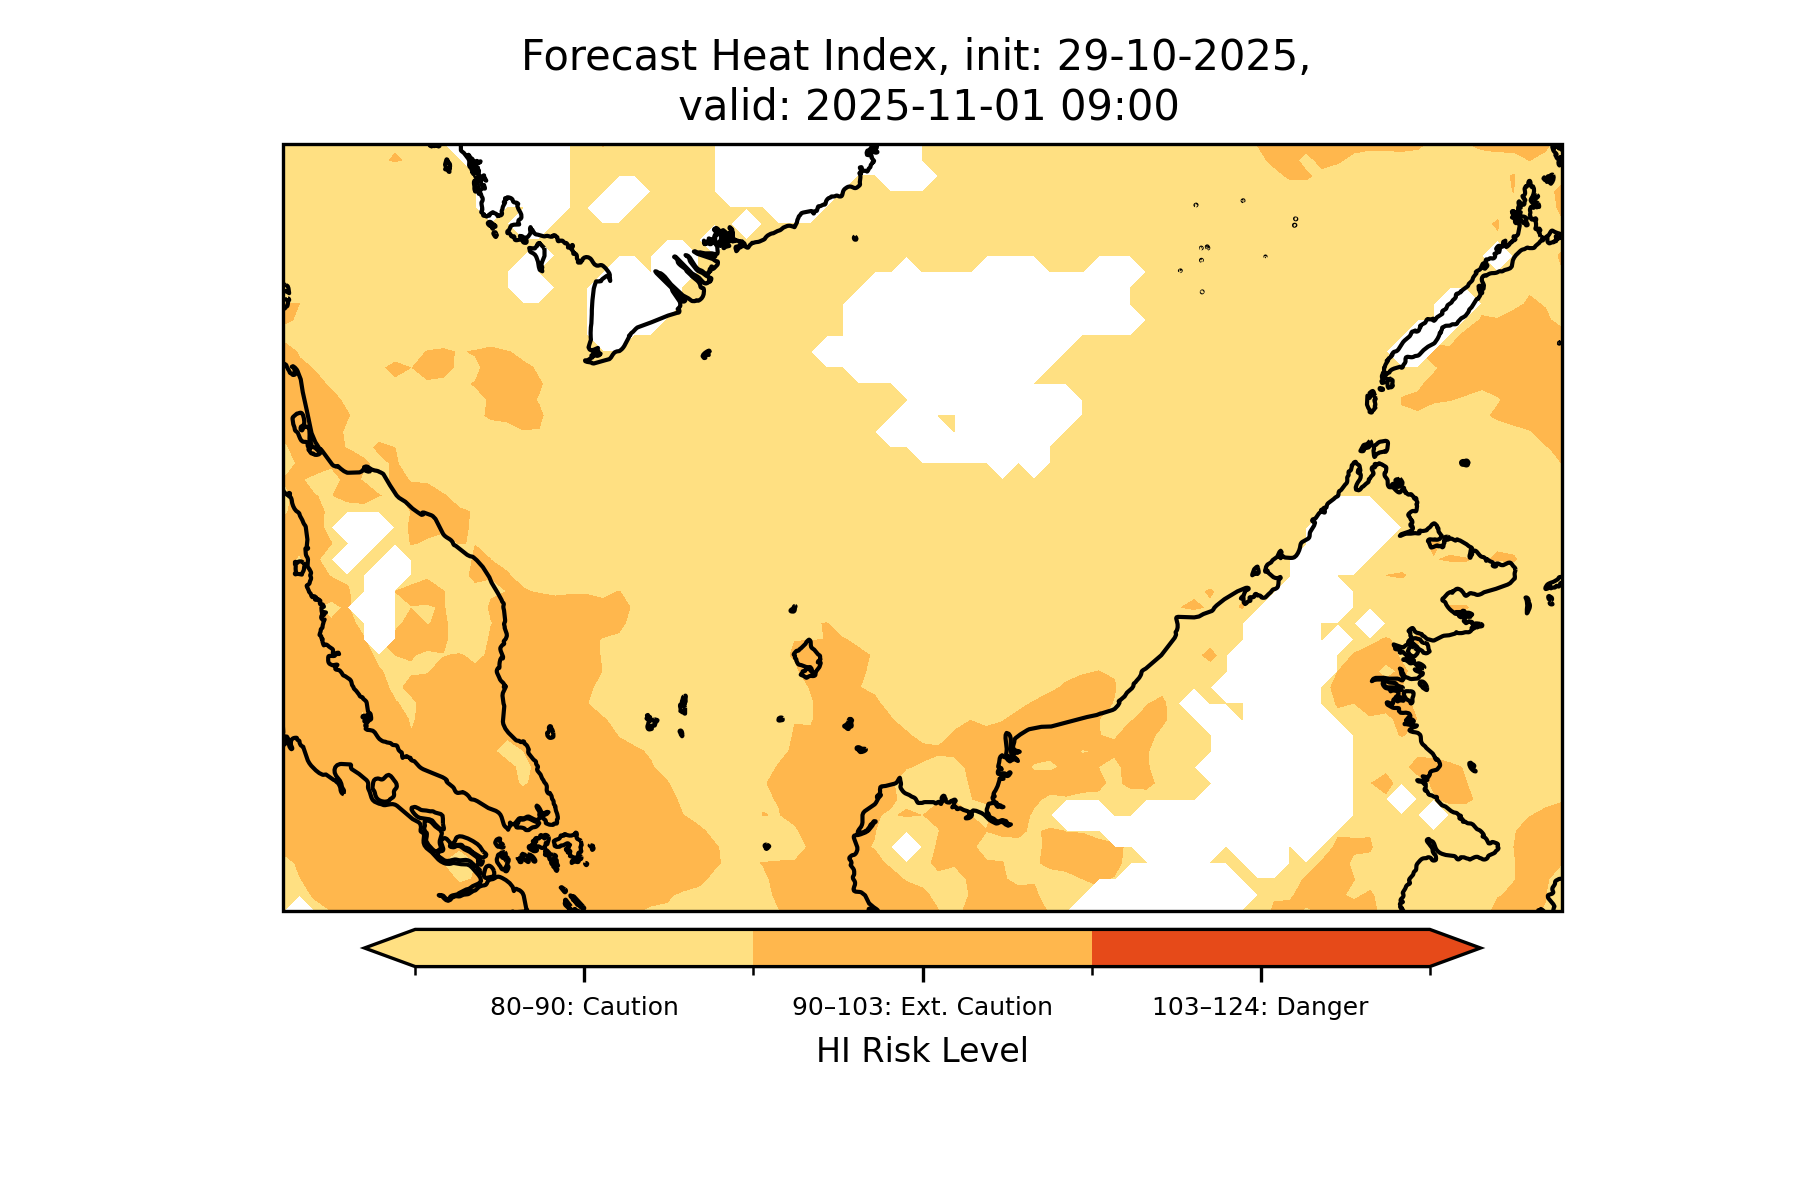 Forecast Heat Index, init: 29-10-2025,
valid: 2025-11-01 09:00
80–90: Caution
90–103: Ext. Caution
103–124: Danger
HI Risk Level